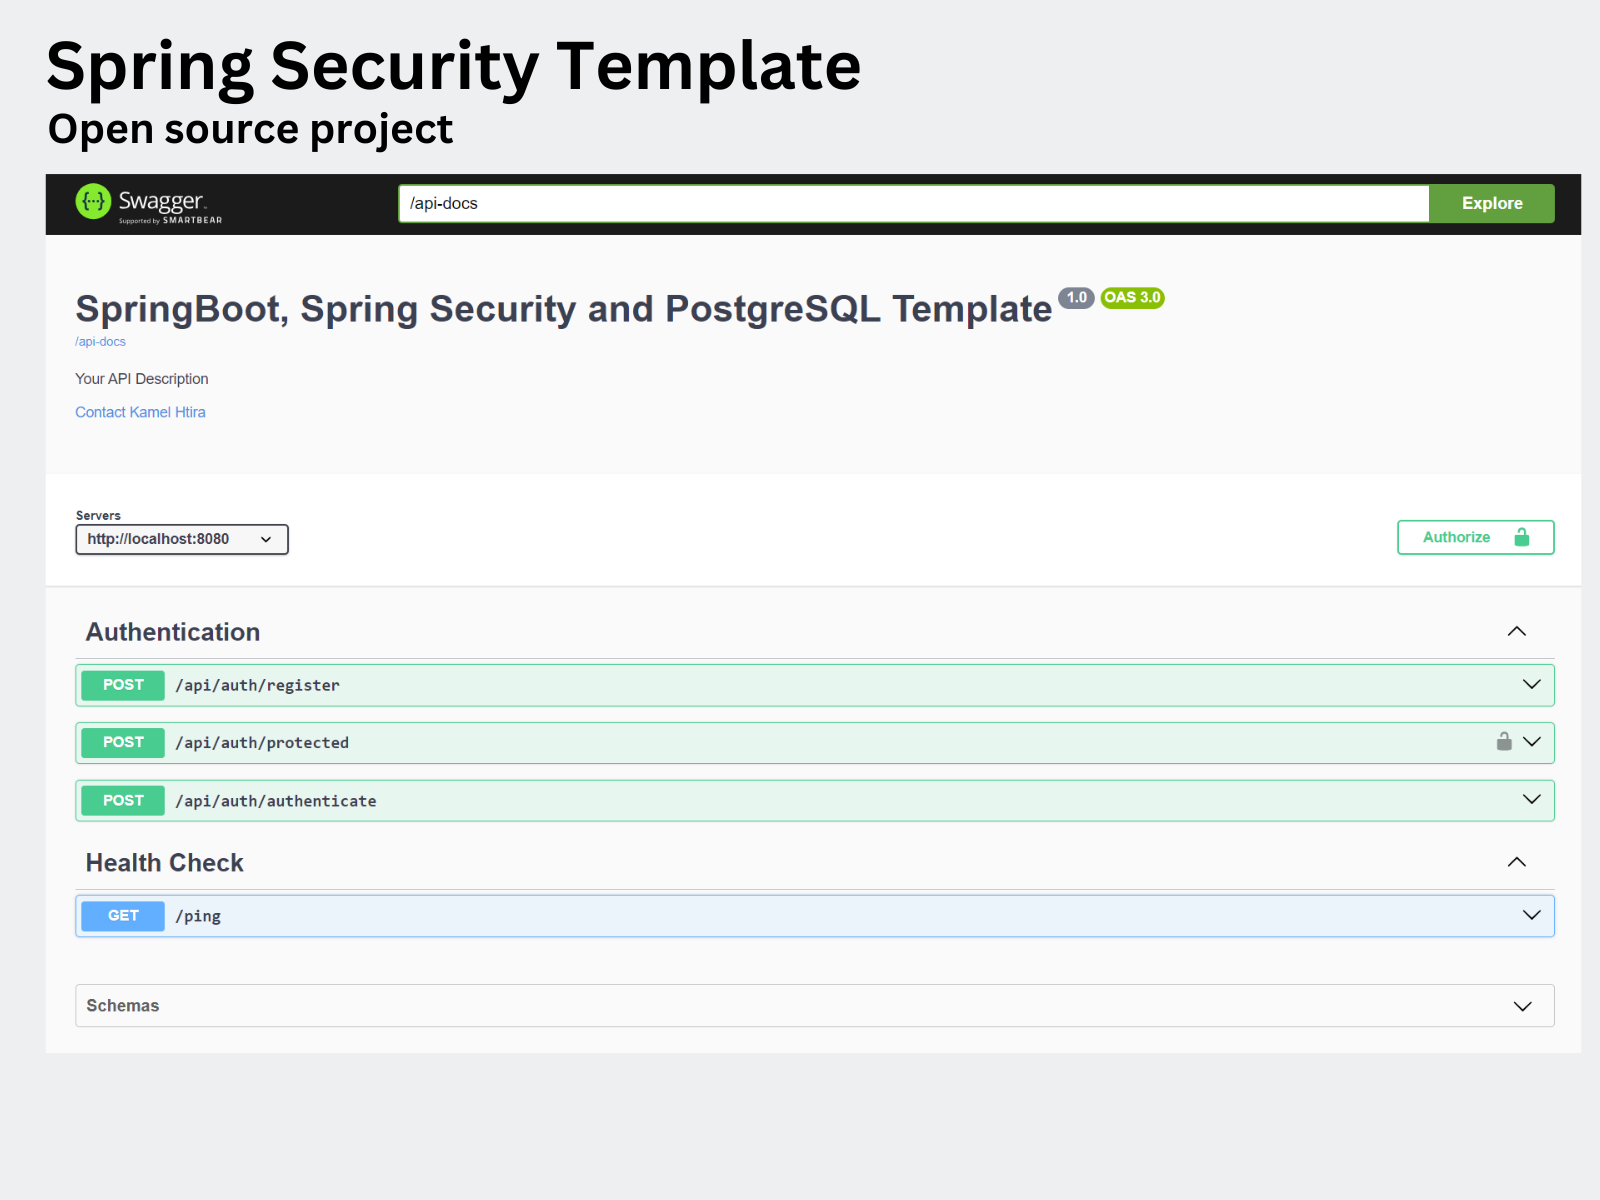 Spring Security Template
Open source project
{··} Swagger™
Supported by SMARTBEAR
/api-docs
Explore
SpringBoot, Spring Security and PostgreSQL Template 1.0 OAS 3.0
/api-docs
Your API Description
Contact Kamel Htira
Servers
http://localhost:8080
Authorize
Authentication
POST /api/auth/register
POST /api/auth/protected
POST /api/auth/authenticate
Health Check
GET /ping
Schemas